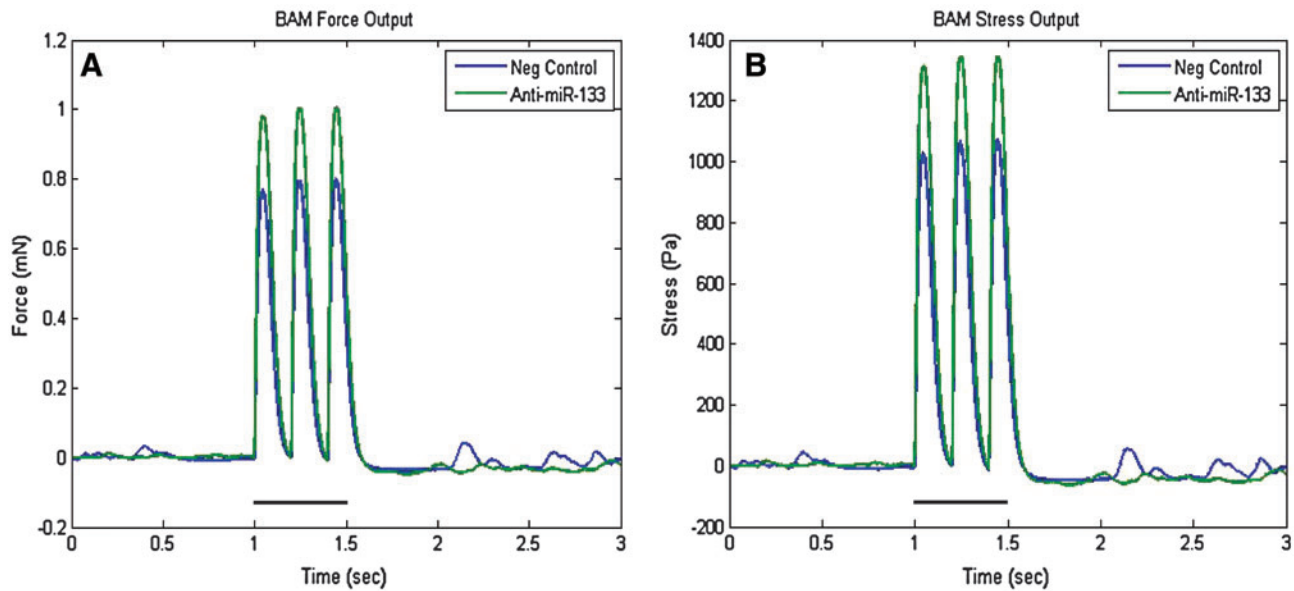 BAM Force Output
A
Neg Control
Anti-miR-133
Force (mN)
1.2
1
0.8
0.6
0.4
0.2
0
-0.2
0
0.5
1
1.5
2
2.5
3
Time (sec)
BAM Stress Output
B
Neg Control
Anti-miR-133
Stress (Pa)
1400
1200
1000
800
600
400
200
0
-200
0
0.5
1
1.5
2
2.5
3
Time (sec)